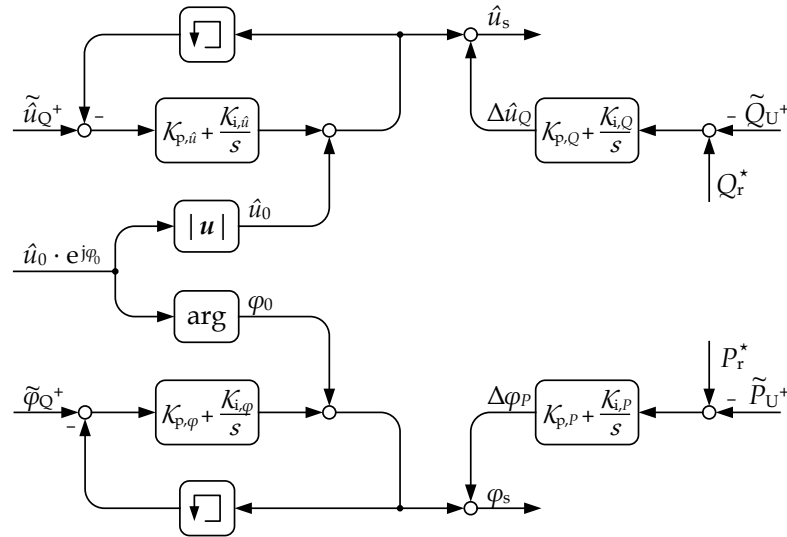 û_s
ũ̂_Q+ − K_p,û + K_i,û/s Δû_Q K_p,Q + K_i,Q/s − Q̃_U+
Q_r*
|u| û_0
û_0 · e^jφ_0
arg φ_0
P_r*
φ̃_Q+ − K_p,φ + K_i,φ/s Δφ_P K_p,P + K_i,P/s − P̃_U+
φ_s